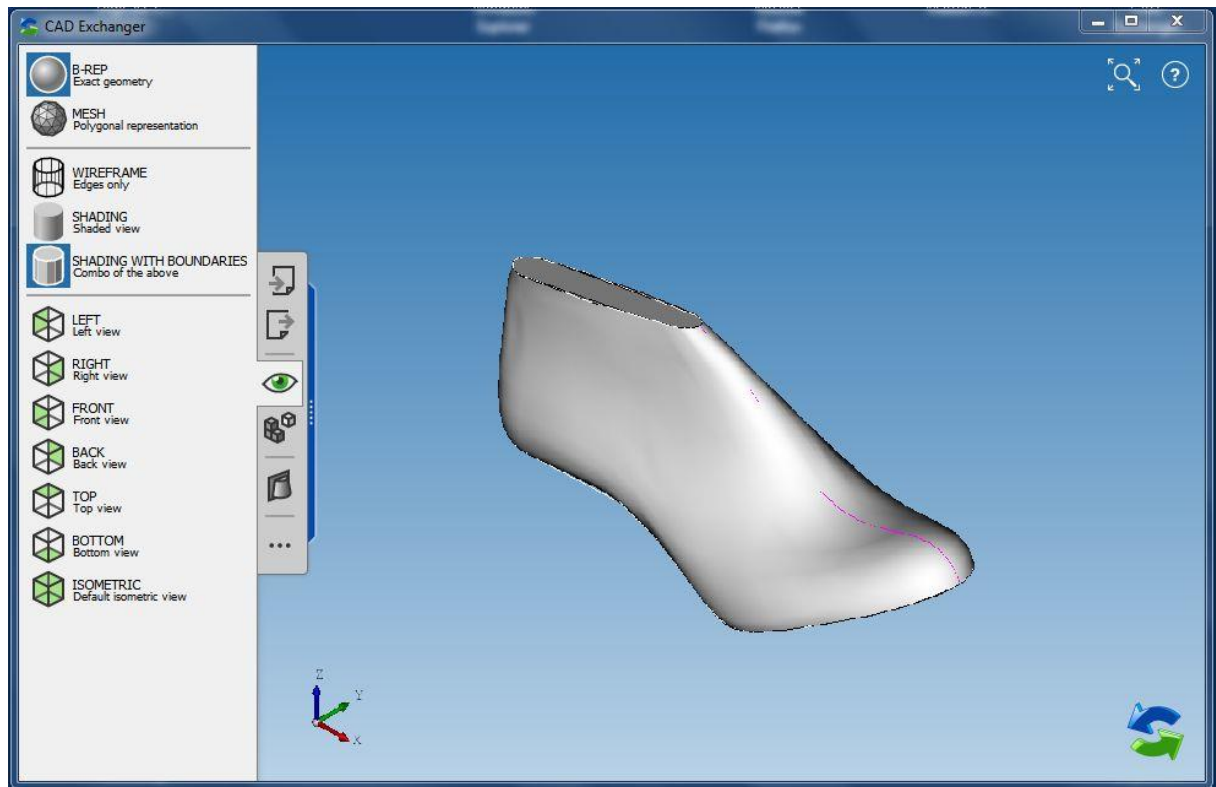 CAD Exchanger
B-REP
Exact geometry
MESH
Polygonal representation
WIREFRAME
Edges only
SHADING
Shaded view
SHADING WITH BOUNDARIES
Combo of the above
LEFT
Left view
RIGHT
Right view
FRONT
Front view
BACK
Back view
TOP
Top view
BOTTOM
Bottom view
ISOMETRIC
Default isometric view
?
Z
Y
X